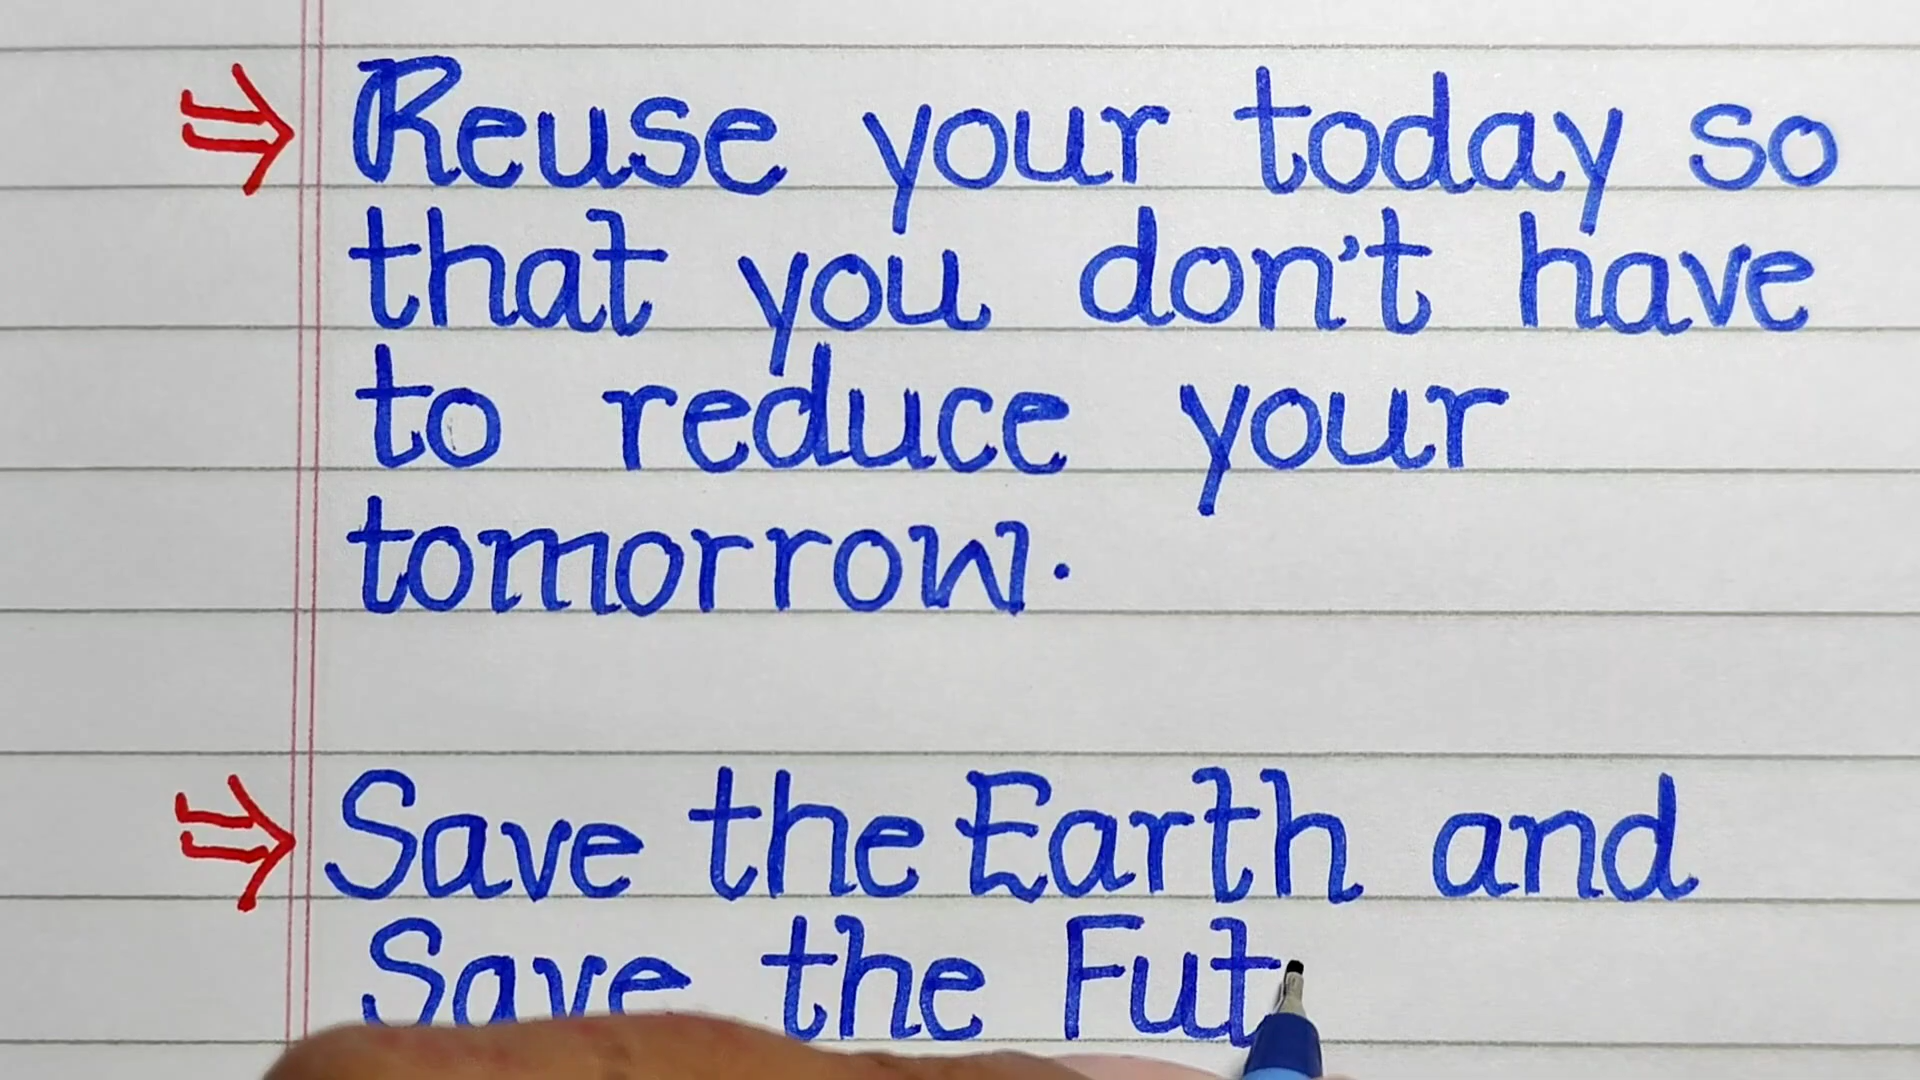 ⇒ Reuse your today so
that you don't have
to reduce your
tomorrow.
⇒ Save the Earth and
Save the Fut